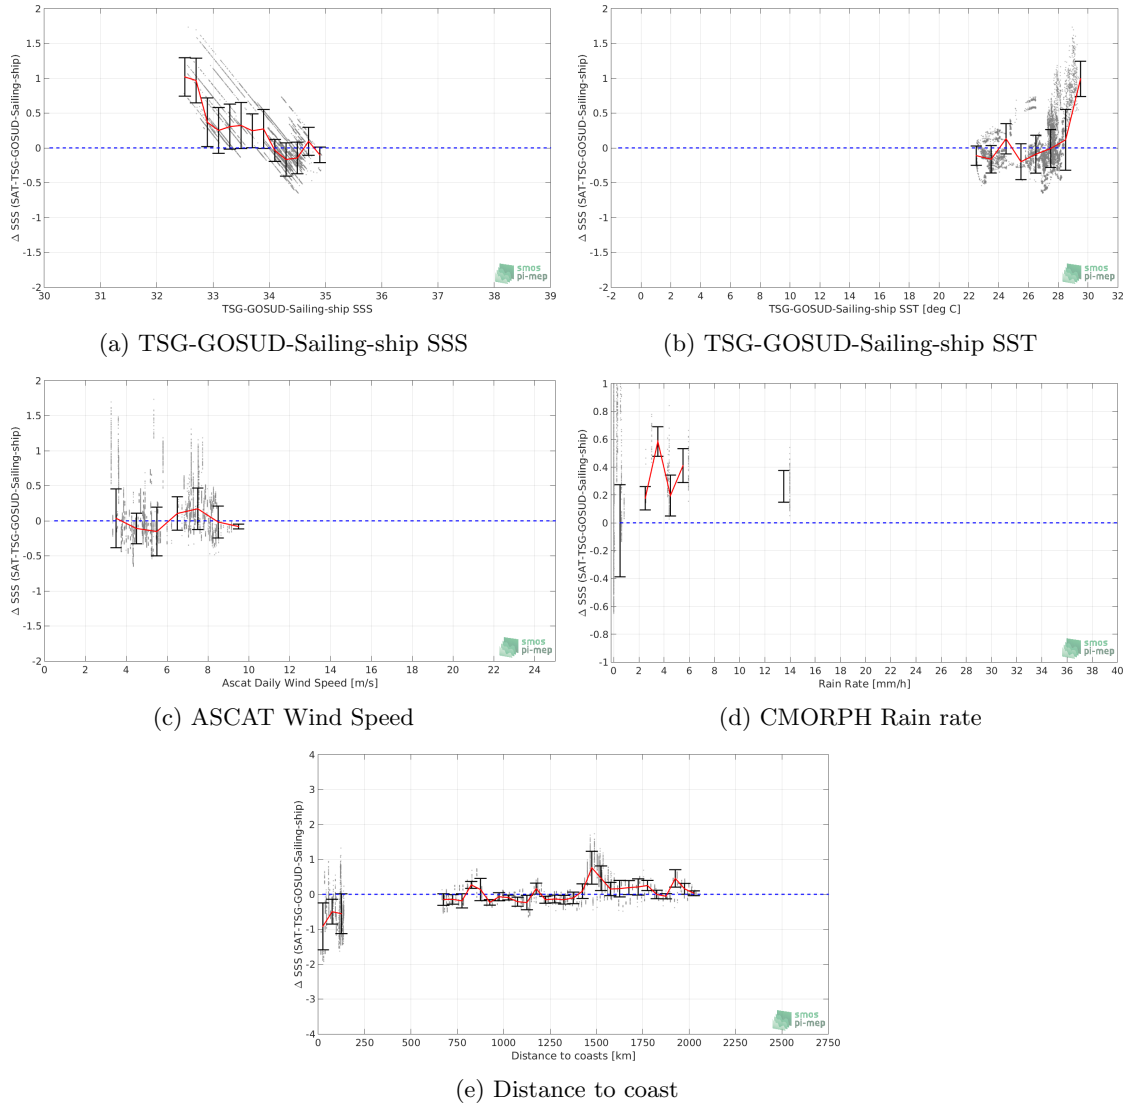 Δ SSS (SAT-TSG-GOSUD-Sailing-ship)
2
1.5
1
0.5
0
-0.5
-1
-1.5
-2
30 31 32 33 34 35 36 37 38 39
TSG-GOSUD-Sailing-ship SSS
smos
pi-mep
(a) TSG-GOSUD-Sailing-ship SSS
Δ SSS (SAT-TSG-GOSUD-Sailing-ship)
2
1.5
1
0.5
0
-0.5
-1
-1.5
-2
-2 0 2 4 6 8 10 12 14 16 18 20 22 24 26 28 30 32
TSG-GOSUD-Sailing-ship SST [deg C]
smos
pi-mep
(b) TSG-GOSUD-Sailing-ship SST
Δ SSS (SAT-TSG-GOSUD-Sailing-ship)
2
1.5
1
0.5
0
-0.5
-1
-1.5
-2
0 2 4 6 8 10 12 14 16 18 20 22 24
Ascat Daily Wind Speed [m/s]
smos
pi-mep
(c) ASCAT Wind Speed
Δ SSS (SAT-TSG-GOSUD-Sailing-ship)
1
0.8
0.6
0.4
0.2
0
-0.2
-0.4
-0.6
-0.8
-1
0 2 4 6 8 10 12 14 16 18 20 22 24 26 28 30 32 34 36 38 40
Rain Rate [mm/h]
smos
pi-mep
(d) CMORPH Rain rate
Δ SSS (SAT-TSG-GOSUD-Sailing-ship)
4
3
2
1
0
-1
-2
-3
-4
0 250 500 750 1000 1250 1500 1750 2000 2250 2500 2750
Distance to coasts [km]
smos
pi-mep
(e) Distance to coast